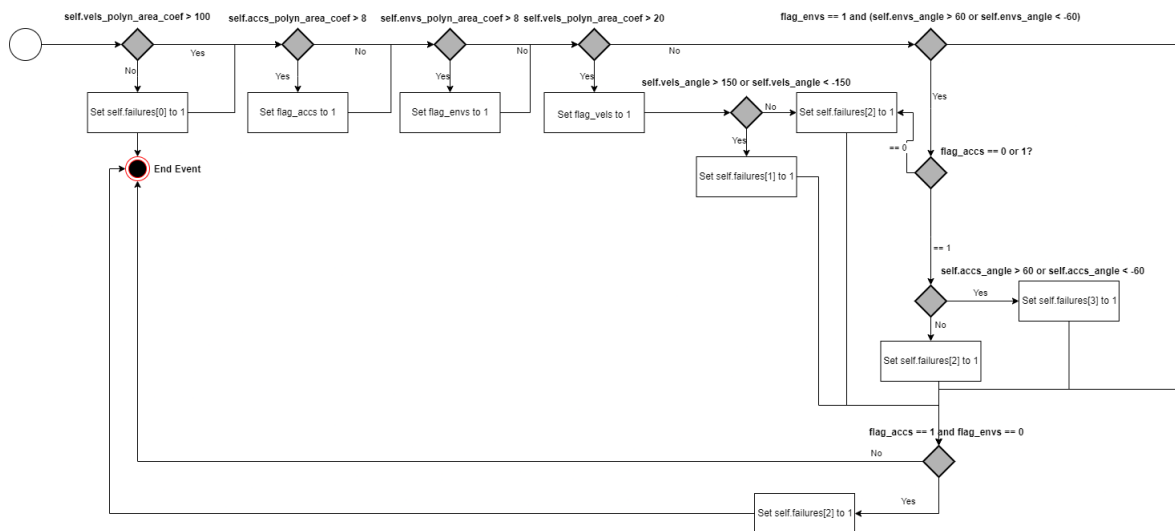 self.vels_polyn_area_coef > 100
self.accs_polyn_area_coef > 8
self.envs_polyn_area_coef > 8
self.vels_polyn_area_coef > 20
flag_envs == 1 and (self.envs_angle > 60 or self.envs_angle < -60)
Yes
No
No
No
No
No
Yes
Yes
Yes
self.vels_angle > 150 or self.vels_angle < -150
Yes
Set self.failures[0] to 1
Set flag_accs to 1
Set flag_envs to 1
Set flag_vels to 1
No
Set self.failures[2] to 1
Yes
== 0
flag_accs == 0 or 1?
End Event
Set self.failures[1] to 1
== 1
self.accs_angle > 60 or self.accs_angle < -60
Yes
Set self.failures[3] to 1
No
Set self.failures[2] to 1
flag_accs == 1 and flag_envs == 0
No
Yes
Set self.failures[2] to 1